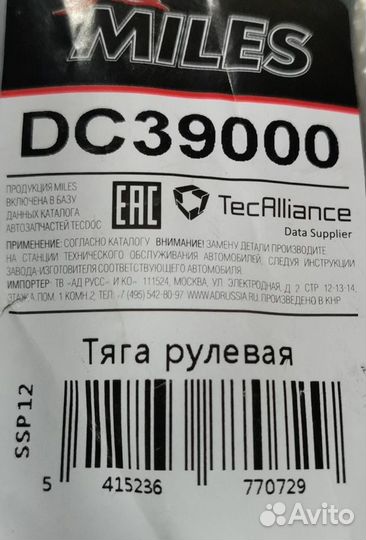 MILES
DC39000
ПРОДУКЦИЯ MILES
ВКЛЮЧЕНА В БАЗУ
ДАННЫХ КАТАЛОГА
АВТОЗАПЧАСТЕЙ TECDOC
EAC
TecAlliance
Data Supplier
ПРИМЕНЕНИЕ: СОГЛАСНО КАТАЛОГУ ВНИМАНИЕ! ЗАМЕНУ ДЕТАЛИ ПРОИЗВОДИТЕ
НА СТАНЦИИ ТЕХНИЧЕСКОГО ОБСЛУЖИВАНИЯ АВТОМОБИЛЕЙ, СЛЕДУЯ ИНСТРУКЦИИ
ЗАВОДА-ИЗГОТОВИТЕЛЯ СООТВЕТСТВУЮЩЕГО АВТОМОБИЛЯ.
ИМПОРТЕР ТВ «АД РУСС» И КО» 111524, МОСКВА, УЛ. ЭЛЕКТРОДНАЯ, Д. 2 СТР 12-13-14,
ЭТАЖ А, ПОМ. 1 КОМН.2, ТЕЛ. +7 (495) 542-80-97 WWW.ADRUSSIA.RU, ПРОИЗВЕДЕНО В КНР
Тяга рулевая
SSP12
5 415236 770729
Avito